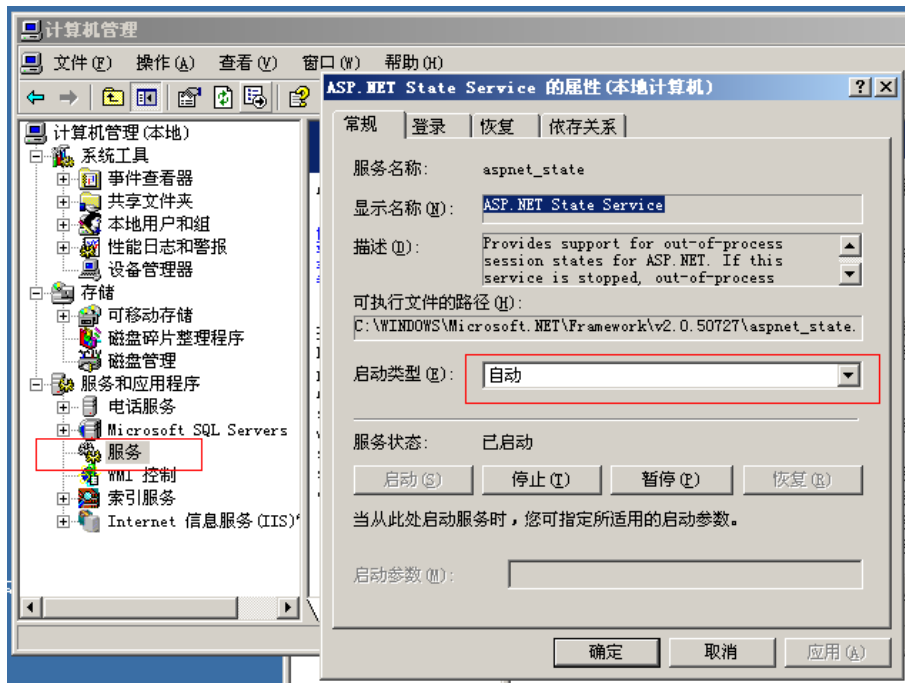 计算机管理
文件(F) 操作(A) 查看(V) 窗口(W) 帮助(H)
计算机管理(本地)
系统工具
事件查看器
共享文件夹
本地用户和组
性能日志和警报
设备管理器
存储
可移动存储
磁盘碎片整理程序
磁盘管理
服务和应用程序
电话服务
Microsoft SQL Servers
服务
WMI 控制
索引服务
Internet 信息服务(IIS)
ASP.NET State Service 的属性(本地计算机)
常规 登录 恢复 依存关系
服务名称: aspnet_state
显示名称(N): ASP.NET State Service
描述(D): Provides support for out-of-process
session states for ASP.NET. If this
service is stopped, out-of-process
可执行文件的路径(H):
C:\WINDOWS\Microsoft.NET\Framework\v2.0.50727\aspnet_state.
启动类型(E): 自动
服务状态: 已启动
启动(S) 停止(T) 暂停(P) 恢复(R)
当从此处启动服务时，您可指定所适用的启动参数。
启动参数(M):
确定 取消 应用(A)